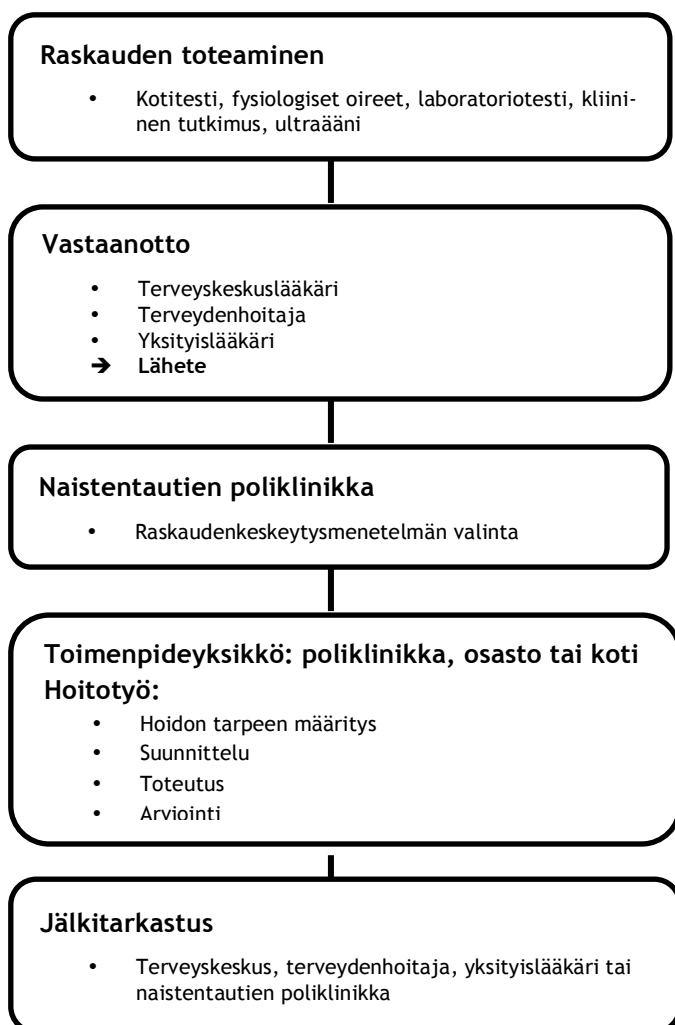 Raskauden toteaminen
• Kotitesti, fysiologiset oireet, laboratoriotesti, kliini-
nen tutkimus, ultraääni
Vastaanotto
• Terveyskeskuslääkäri
• Terveydenhoitaja
• Yksityislääkäri
➔ Lähete
Naistentautien poliklinikka
• Raskaudenkeskeytysmenetelmän valinta
Toimenpideyksikkö: poliklinikka, osasto tai koti
Hoitotyö:
• Hoidon tarpeen määritys
• Suunnittelu
• Toteutus
• Arviointi
Jälkitarkastus
• Terveyskeskus, terveydenhoitaja, yksityislääkäri tai
naistentautien poliklinikka